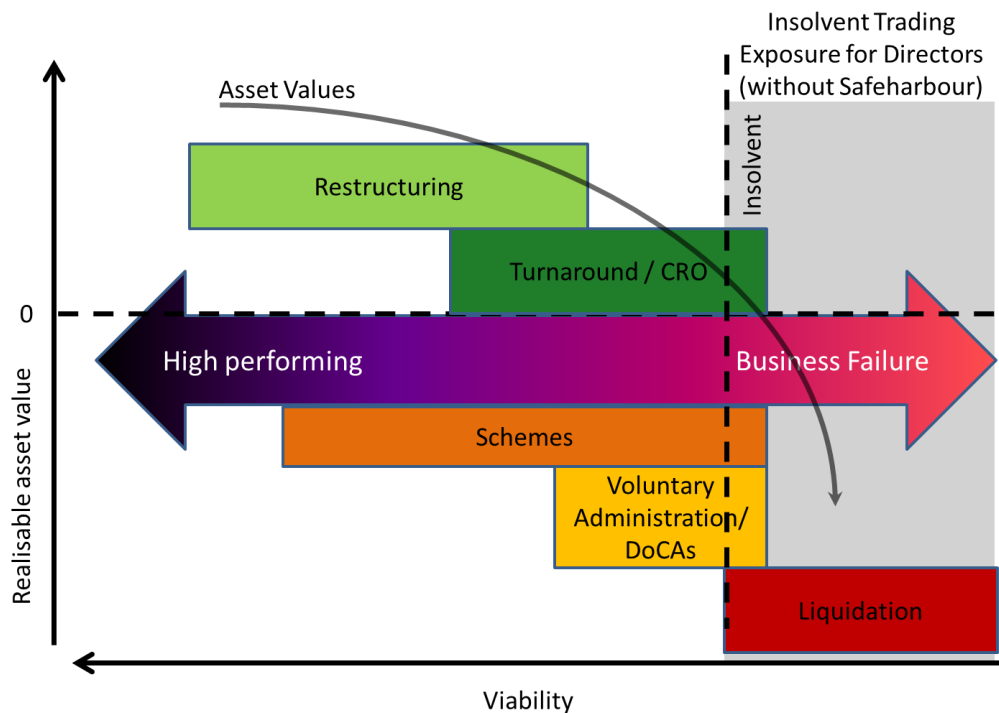 Insolvent Trading
Exposure for Directors
(without Safeharbour)
Asset Values
Insolvent
Restructuring
Turnaround / CRO
0
High performing
Business Failure
Schemes
Voluntary
Administration/
DoCAs
Liquidation
Realisable asset value
Viability